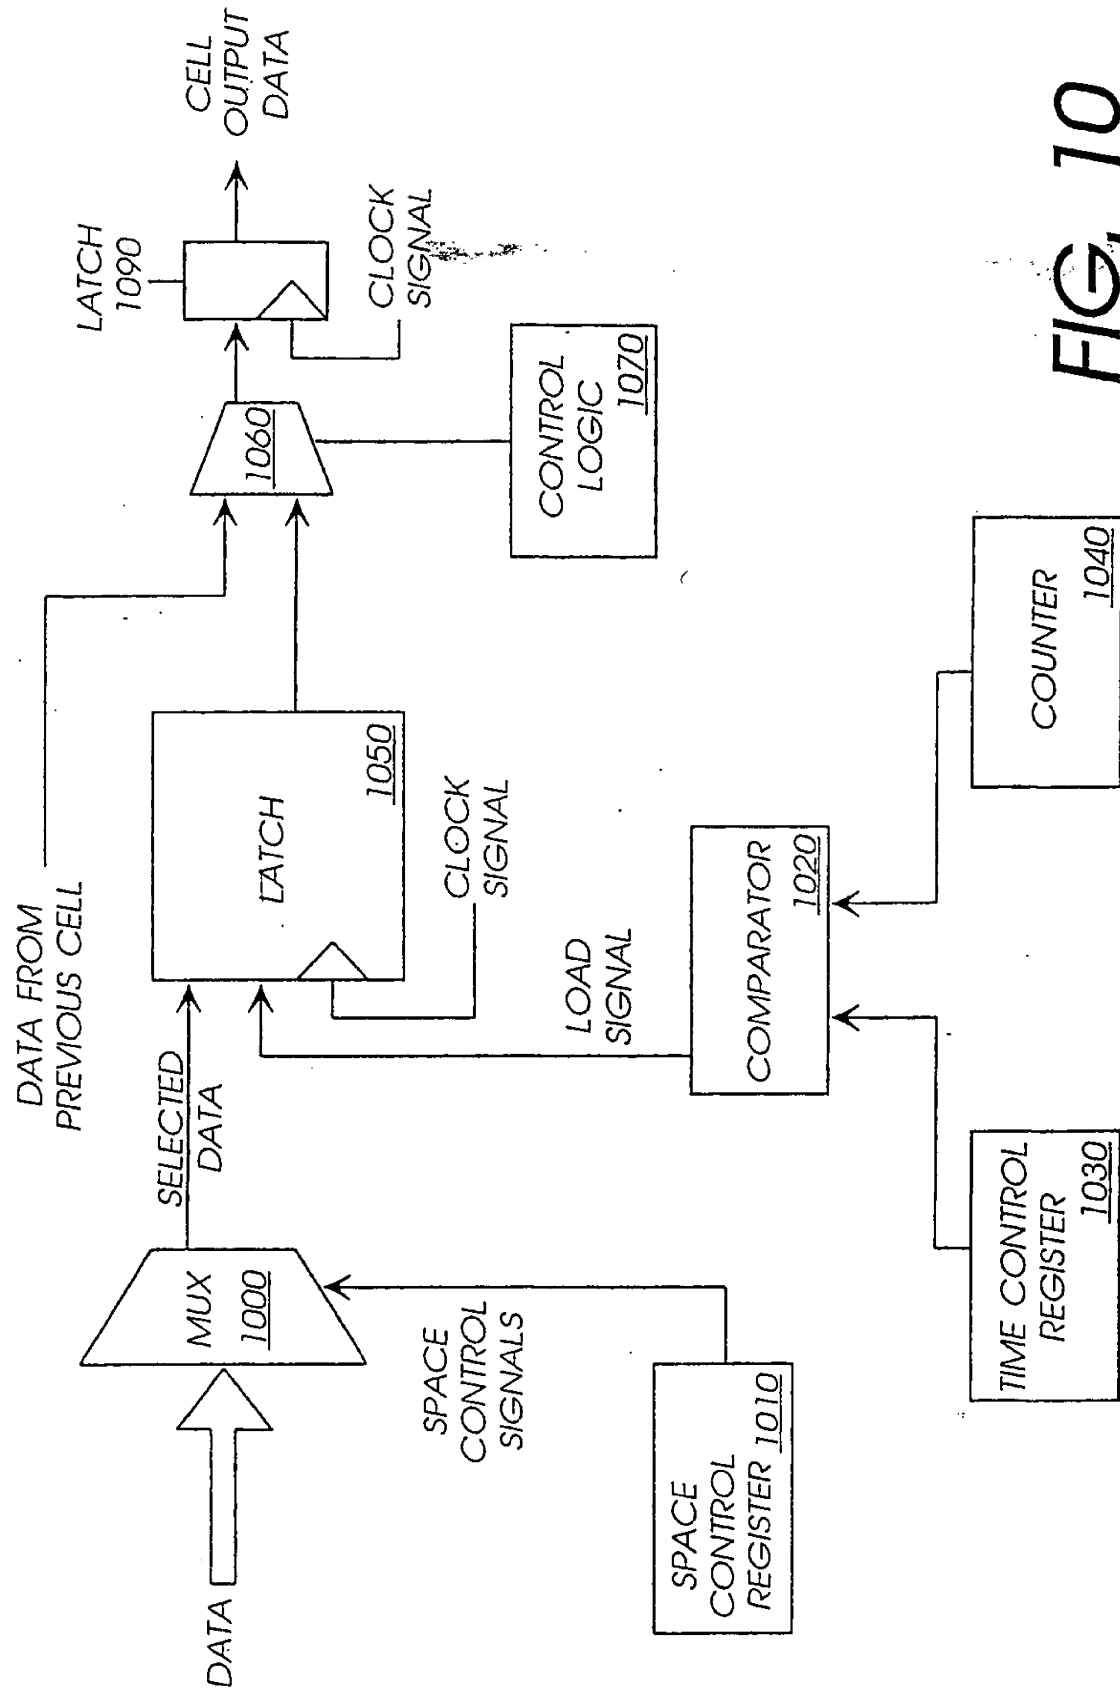 DATA
MUX
1000
SPACE
CONTROL
SIGNALS
SPACE
CONTROL
REGISTER 1010
SELECTED
DATA
DATA FROM
PREVIOUS CELL
LATCH
1050
CLOCK
SIGNAL
LOAD
SIGNAL
COMPARATOR
1020
TIME CONTROL
REGISTER
1030
COUNTER
1040
1060
CONTROL
LOGIC
1070
LATCH
1090
CLOCK
SIGNAL
CELL
OUTPUT
DATA
FIG. 10